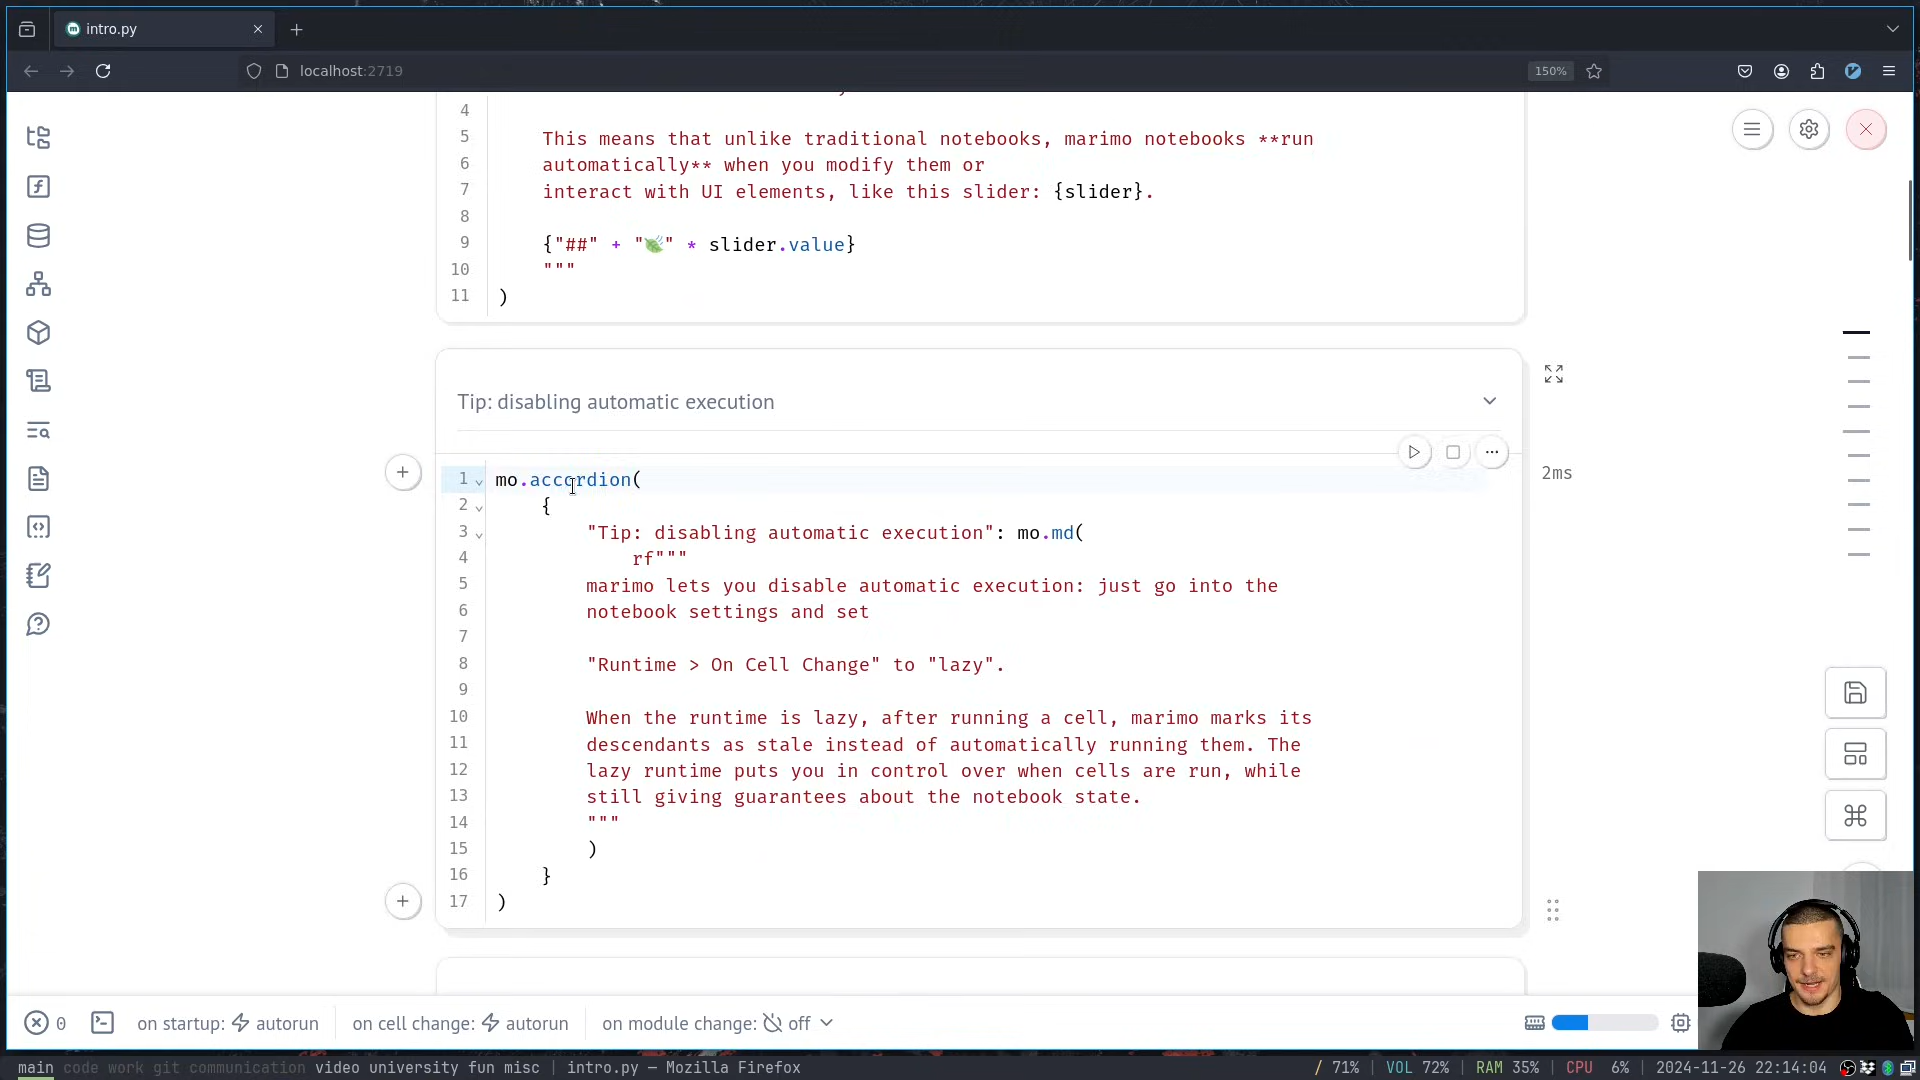 intro.py
localhost:2719
150%
4
5 This means that unlike traditional notebooks, marimo notebooks **run
6 automatically** when you modify them or
7 interact with UI elements, like this slider: {slider}.
8
9 {"##" + "🍃" * slider.value}
10 """
11 )
Tip: disabling automatic execution
1 mo.accordion(
2 {
3 "Tip: disabling automatic execution": mo.md(
4 rf"""
5 marimo lets you disable automatic execution: just go into the
6 notebook settings and set
7
8 "Runtime > On Cell Change" to "lazy".
9
10 When the runtime is lazy, after running a cell, marimo marks its
11 descendants as stale instead of automatically running them. The
12 lazy runtime puts you in control over when cells are run, while
13 still giving guarantees about the notebook state.
14 """
15 )
16 }
17 )
2ms
0 on startup: autorun on cell change: autorun on module change: off
main code work git communication video university fun misc | intro.py — Mozilla Firefox / 71% | VOL 72% | RAM 35% | CPU 6% | 2024-11-26 22:14:04